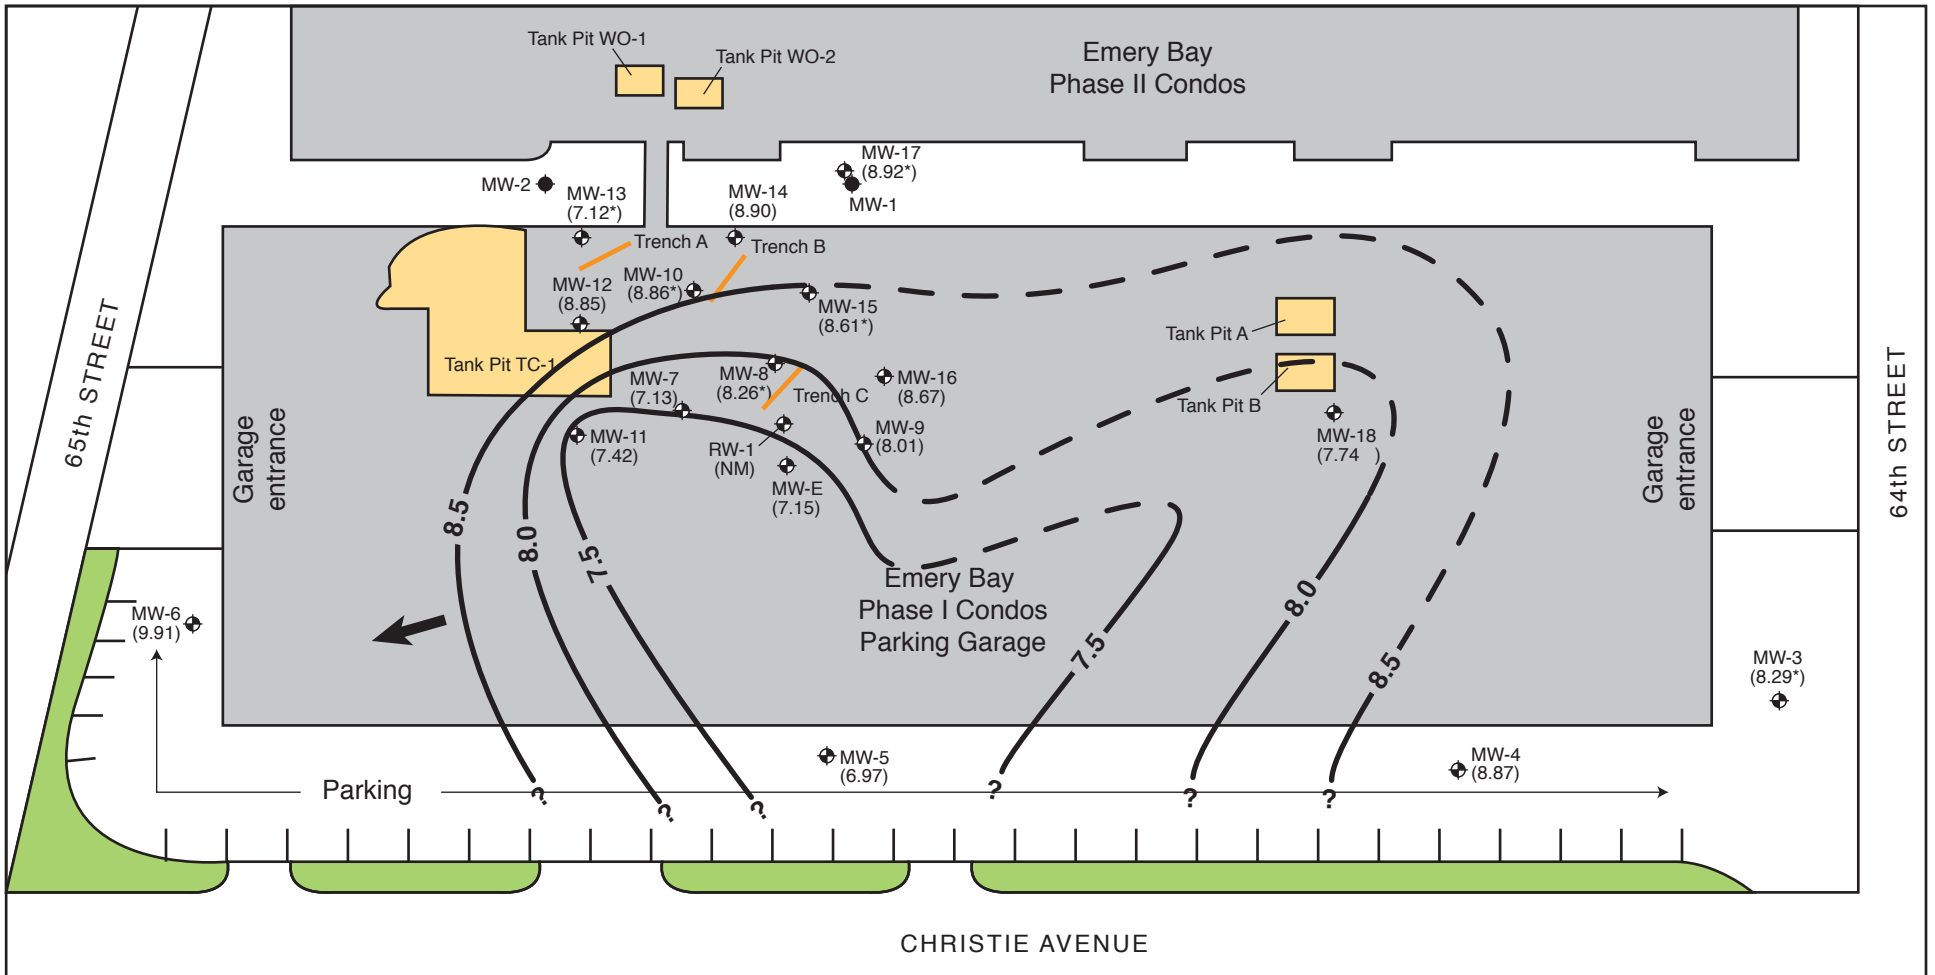 Tank Pit WO-1
Tank Pit WO-2
Emery Bay
Phase II Condos
MW-17
(8.92*)
MW-2
MW-13
(7.12*)
MW-14
(8.90)
MW-1
Trench A
Trench B
MW-10
(8.86*)
MW-12
(8.85)
MW-15
(8.61*)
Tank Pit A
65th STREET
Tank Pit TC-1
MW-7
(7.13)
MW-8
(8.26*)
MW-16
(8.67)
Trench C
Tank Pit B
64th STREET
Garage
entrance
MW-11
(7.42)
RW-1
(NM)
MW-9
(8.01)
MW-18
(7.74 )
Garage
entrance
MW-E
(7.15)
8.5
8.0
7.5
Emery Bay
Phase I Condos
Parking Garage
8.0
7.5
8.5
MW-6
(9.91)
MW-3
(8.29*)
MW-5
(6.97)
MW-4
(8.87)
Parking
?
?
?
?
?
?
CHRISTIE AVENUE